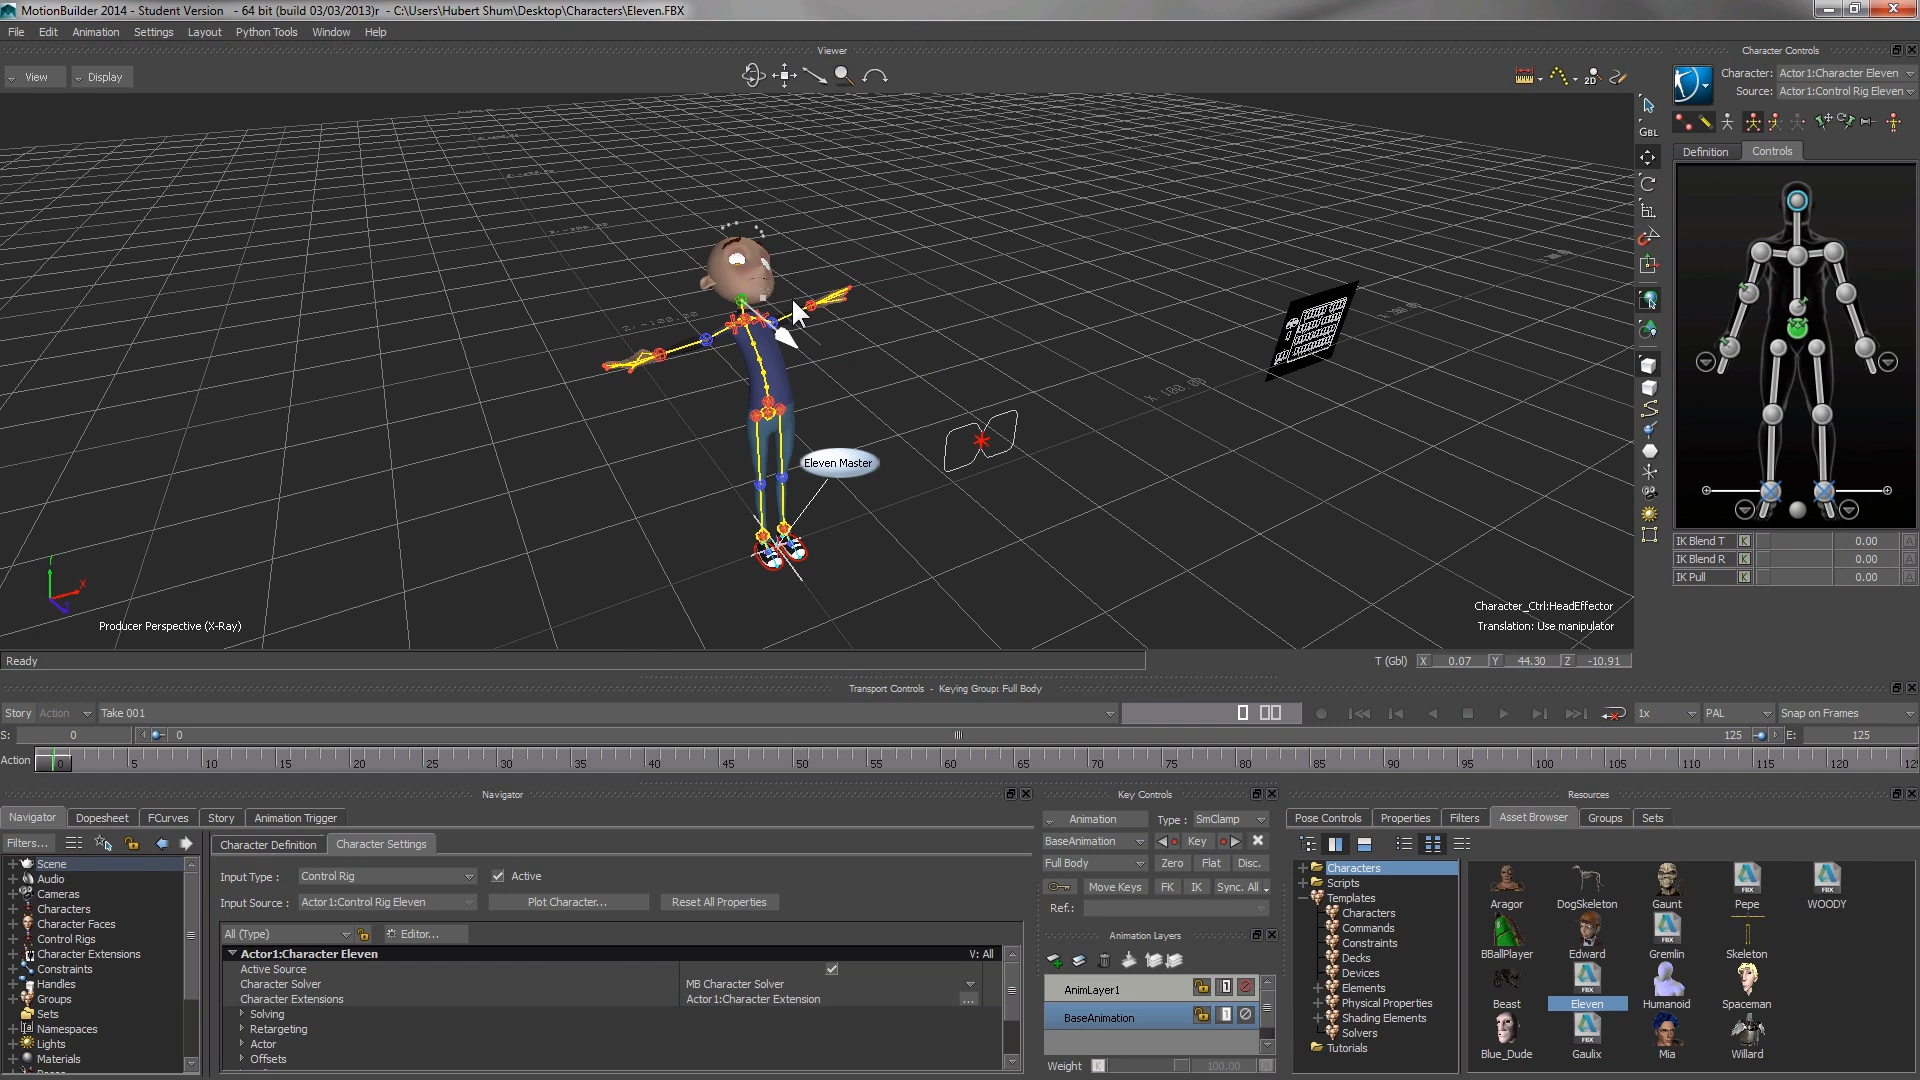 MotionBuilder 2014 - Student Version - 64 bit (build 03/03/2013)r - C:\Users\Hubert Shum\Desktop\Characters\Eleven.FBX
File Edit Animation Settings Layout Python Tools Window Help
Viewer
Character Controls
View Display
2D
Character: Actor1:Character Eleven
Source: Actor1:Control Rig Eleven
GBL
Definition Controls
Eleven Master
IK Blend T K 0.00 A
IK Blend R K 0.00 A
IK Pull K 0.00 A
Character_Ctrl:HeadEffector
Producer Perspective (X-Ray)
Translation: Use manipulator
Ready
T (Gbl) X 0.07 Y 44.30 Z -10.91
Transport Controls - Keying Group: Full Body
Story Action Take 001 1x PAL Snap on Frames
S: 0 0 125 E: 125
Action 0 5 10 15 20 25 30 35 40 45 50 55 60 65 70 75 80 85 90 95 100 105 110 115 120
Navigator
Key Controls
Resources
Navigator Dopesheet FCurves Story Animation Trigger
Filters...
Scene
Audio
Cameras
Characters
Character Faces
Control Rigs
Character Extensions
Constraints
Handles
Groups
Sets
Namespaces
Lights
Materials
Character Definition Character Settings
Input Type : Control Rig Active
Input Source : Actor1:Control Rig Eleven Plot Character... Reset All Properties
All (Type) Editor...
Actor1:Character Eleven V: All
Active Source
Character Solver MB Character Solver
Character Extensions Actor1:Character Extension ...
Solving
Retargeting
Actor
Offsets
Animation Type : SmClamp
BaseAnimation Key
Full Body Zero Flat Disc.
Move Keys FK IK Sync. All
Ref.:
Animation Layers
AnimLayer1
BaseAnimation
Weight K 100.00 A
Pose Controls Properties Filters Asset Browser Groups Sets
Characters
Scripts
Templates
Characters
Commands
Constraints
Decks
Devices
Elements
Physical Properties
Shading Elements
Solvers
Tutorials
Aragor DogSkeleton Gaunt Pepe WOODY
BBallPlayer Edward Gremlin Skeleton
Beast Eleven Humanoid Spaceman
Blue_Dude Gaulix Mia Willard